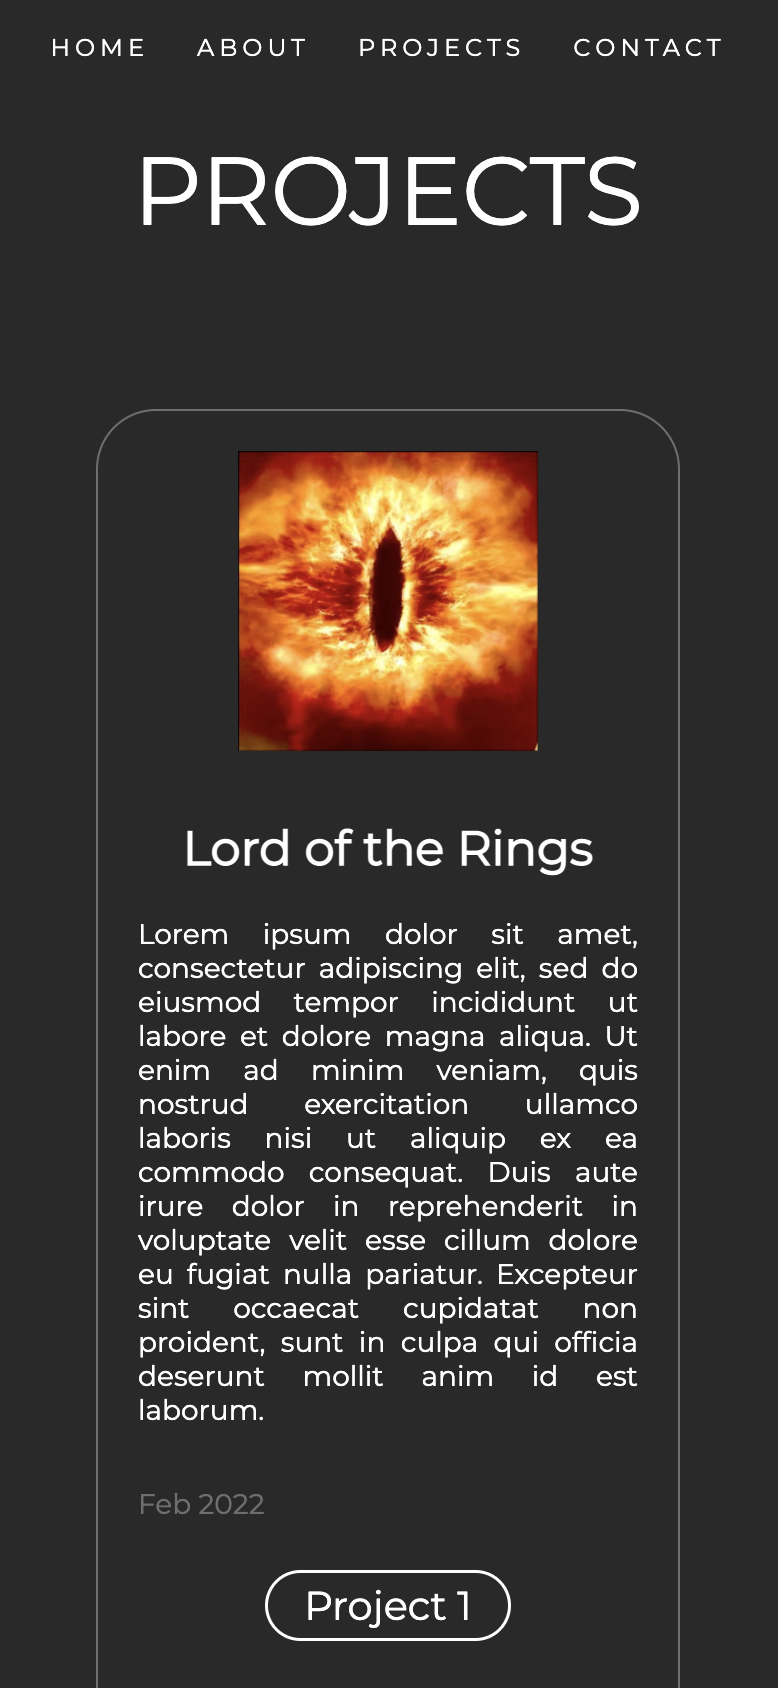 HOME ABOUT PROJECTS CONTACT
PROJECTS
Lord of the Rings
Lorem ipsum dolor sit amet,
consectetur adipiscing elit, sed do
eiusmod tempor incididunt ut
labore et dolore magna aliqua. Ut
enim ad minim veniam, quis
nostrud exercitation ullamco
laboris nisi ut aliquip ex ea
commodo consequat. Duis aute
irure dolor in reprehenderit in
voluptate velit esse cillum dolore
eu fugiat nulla pariatur. Excepteur
sint occaecat cupidatat non
proident, sunt in culpa qui officia
deserunt mollit anim id est
laborum.
Feb 2022
Project 1